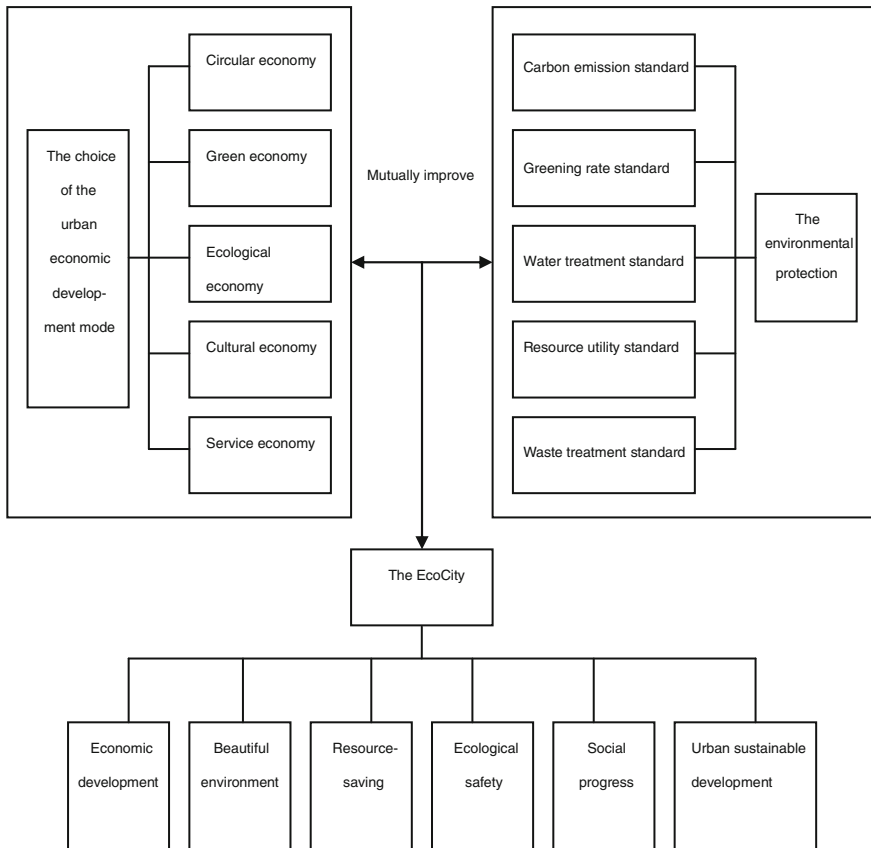 The choice
of the
urban
economic
develop-
ment mode
Circular economy
Green economy
Ecological
economy
Cultural economy
Service economy
Mutually improve
Carbon emission standard
Greening rate standard
Water treatment standard
Resource utility standard
Waste treatment standard
The
environmental
protection
The EcoCity
Economic
development
Beautiful
environment
Resource-
saving
Ecological
safety
Social
progress
Urban sustainable
development